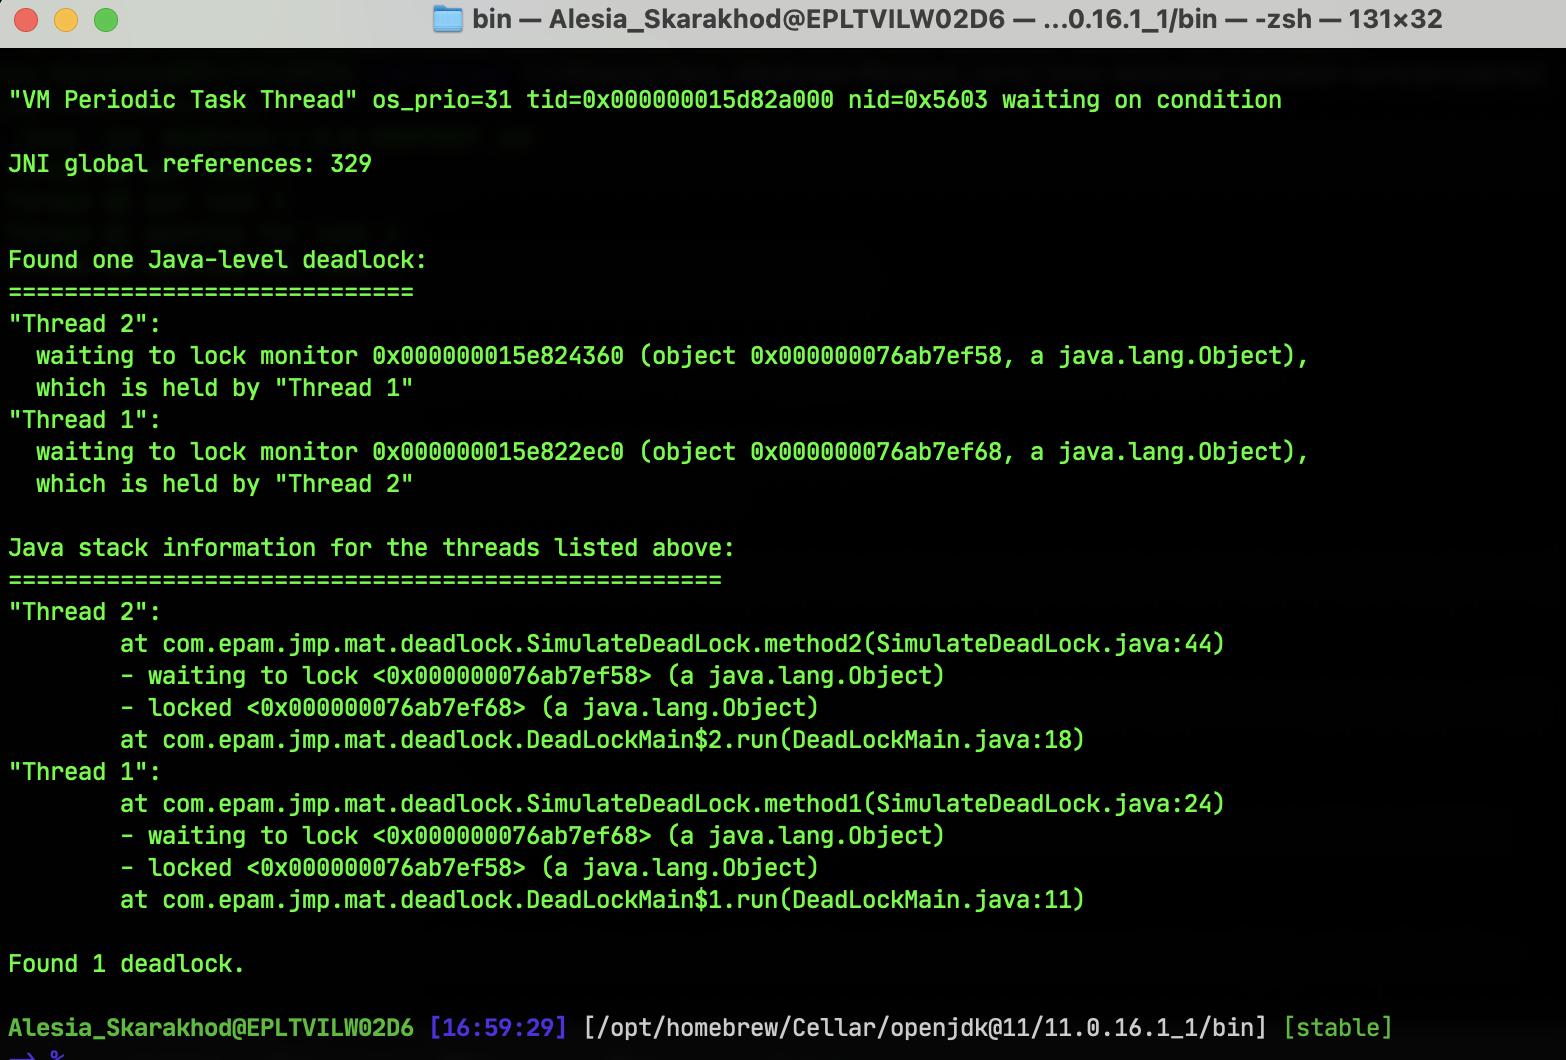 bin — Alesia_Skarakhod@EPLTVILW02D6 — ...0.16.1_1/bin — -zsh — 131×32
"VM Periodic Task Thread" os_prio=31 tid=0x000000015d82a000 nid=0x5603 waiting on condition
JNI global references: 329
Found one Java-level deadlock:
=============================
"Thread 2":
  waiting to lock monitor 0x000000015e824360 (object 0x000000076ab7ef58, a java.lang.Object),
  which is held by "Thread 1"
"Thread 1":
  waiting to lock monitor 0x000000015e822ec0 (object 0x000000076ab7ef68, a java.lang.Object),
  which is held by "Thread 2"
Java stack information for the threads listed above:
===================================================
"Thread 2":
        at com.epam.jmp.mat.deadlock.SimulateDeadLock.method2(SimulateDeadLock.java:44)
        - waiting to lock <0x000000076ab7ef58> (a java.lang.Object)
        - locked <0x000000076ab7ef68> (a java.lang.Object)
        at com.epam.jmp.mat.deadlock.DeadLockMain$2.run(DeadLockMain.java:18)
"Thread 1":
        at com.epam.jmp.mat.deadlock.SimulateDeadLock.method1(SimulateDeadLock.java:24)
        - waiting to lock <0x000000076ab7ef68> (a java.lang.Object)
        - locked <0x000000076ab7ef58> (a java.lang.Object)
        at com.epam.jmp.mat.deadlock.DeadLockMain$1.run(DeadLockMain.java:11)
Found 1 deadlock.
Alesia_Skarakhod@EPLTVILW02D6 [16:59:29] [/opt/homebrew/Cellar/openjdk@11/11.0.16.1_1/bin] [stable]